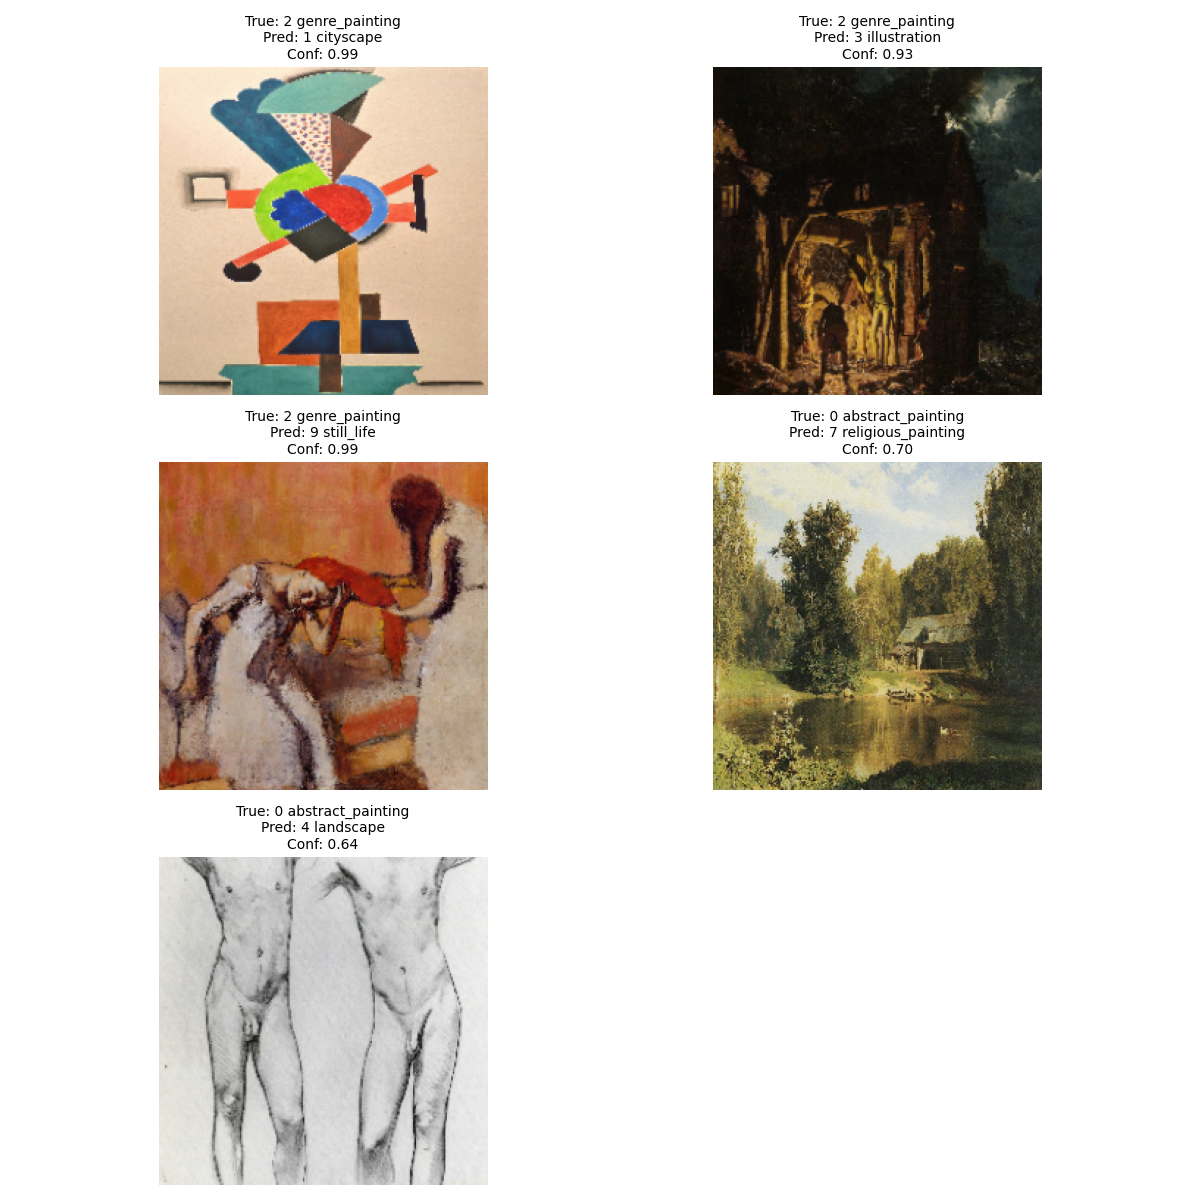 True: 2 genre_painting
Pred: 1 cityscape
Conf: 0.99
True: 2 genre_painting
Pred: 3 illustration
Conf: 0.93
True: 2 genre_painting
Pred: 9 still_life
Conf: 0.99
True: 0 abstract_painting
Pred: 7 religious_painting
Conf: 0.70
True: 0 abstract_painting
Pred: 4 landscape
Conf: 0.64